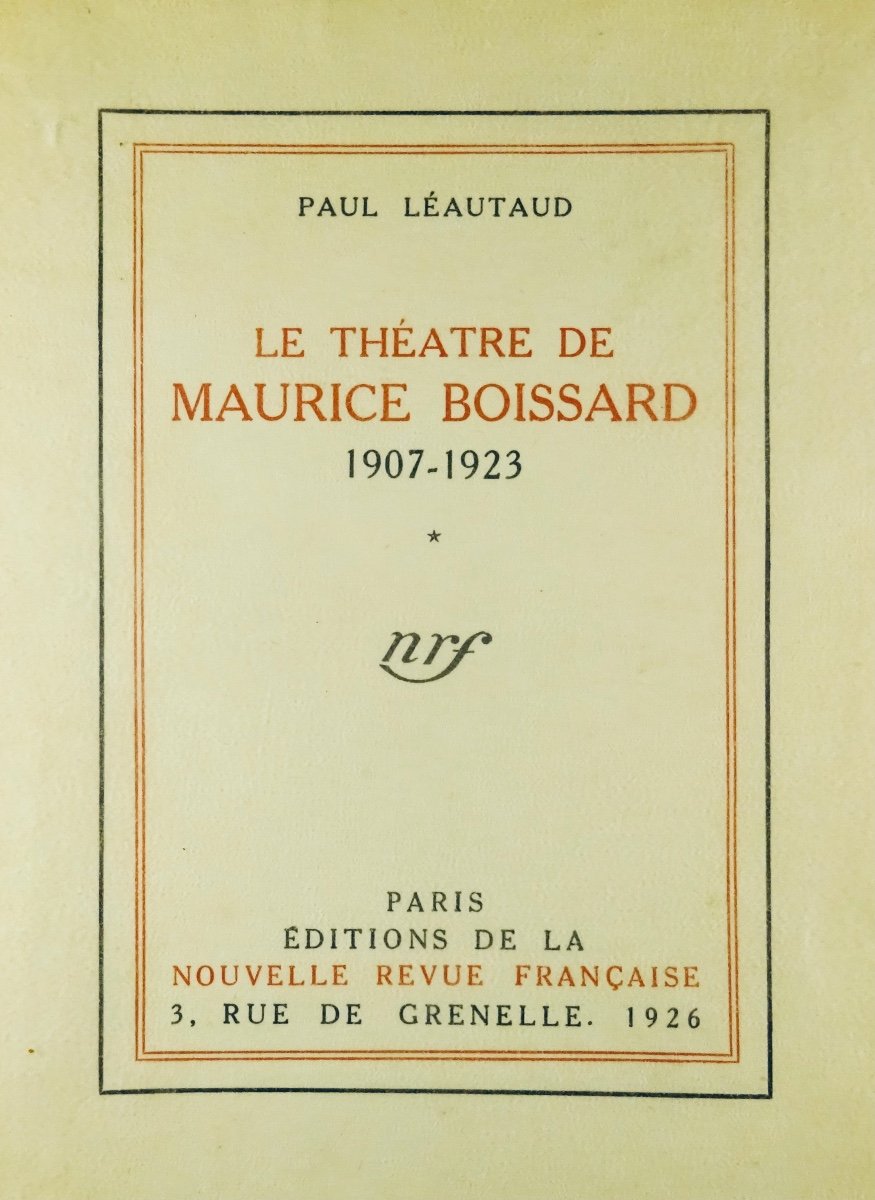 PAUL LÉAUTAUD
LE THÉATRE DE
MAURICE BOISSARD
1907-1923
*
nrf
PARIS
ÉDITIONS DE LA
NOUVELLE REVUE FRANÇAISE
3, RUE DE GRENELLE. 1926